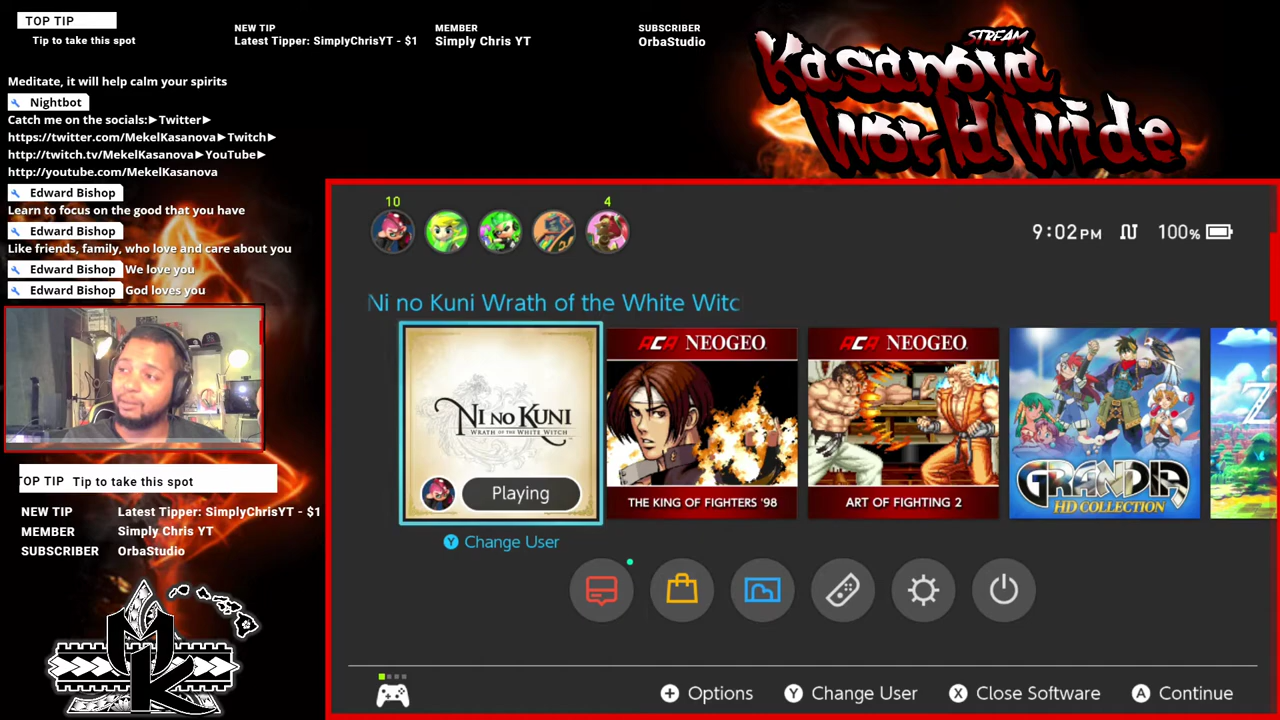 TOP TIP
Tip to take this spot
NEW TIP
Latest Tipper: SimplyChrisYT - $1
MEMBER
Simply Chris YT
SUBSCRIBER
OrbaStudio
STREAM
Kasanova
World Wide
Meditate, it will help calm your spirits
Nightbot
Catch me on the socials:►Twitter►
https://twitter.com/MekelKasanova►Twitch►
http://twitch.tv/MekelKasanova►YouTube►
http://youtube.com/MekelKasanova
Edward Bishop
Learn to focus on the good that you have
Edward Bishop
Like friends, family, who love and care about you
Edward Bishop We love you
Edward Bishop God loves you
TOP TIP Tip to take this spot
NEW TIP Latest Tipper: SimplyChrisYT - $1
MEMBER Simply Chris YT
SUBSCRIBER OrbaStudio
MK
10
4
9:02PM 100%
Ni no Kuni Wrath of the White Witc
NI NO KUNI
WRATH OF THE WHITE WITCH
Playing
ACA NEOGEO
THE KING OF FIGHTERS '98
ACA NEOGEO
ART OF FIGHTING 2
GRANDIA
HD COLLECTION
Z
Y Change User
+ Options
Y Change User
X Close Software
A Continue